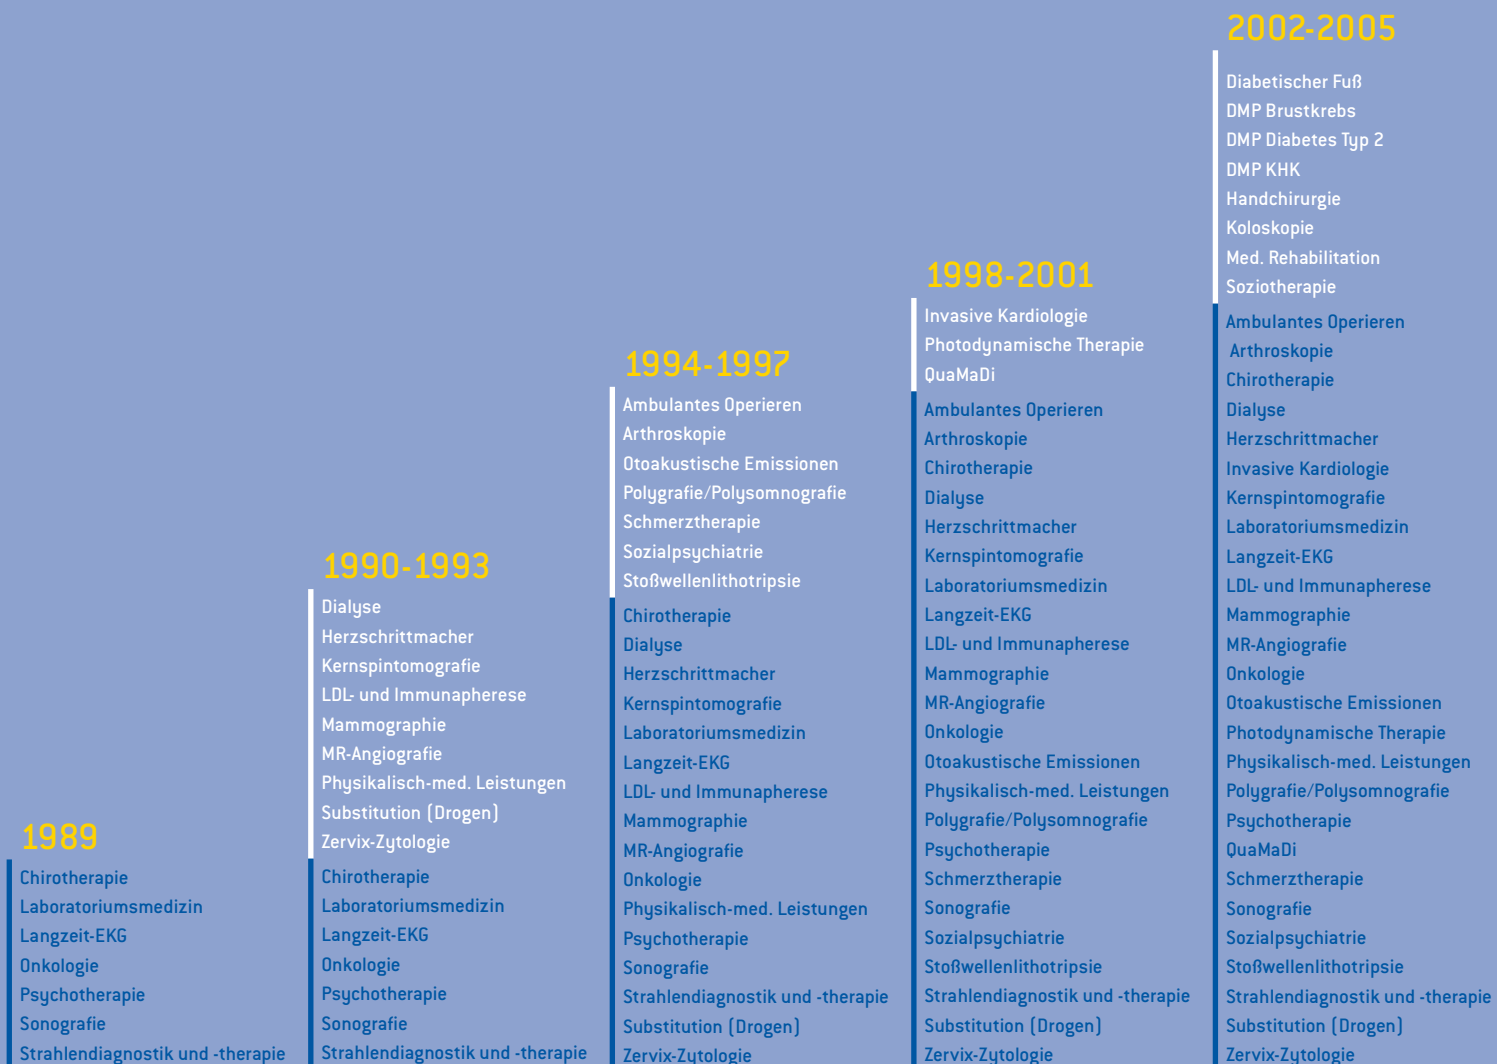 1989
Chirotherapie
Laboratoriumsmedizin
Langzeit-EKG
Onkologie
Psychotherapie
Sonografie
Strahlendiagnostik und -therapie
1990-1993
Dialyse
Herzschrittmacher
Kernspintomografie
LDL- und Immunapherese
Mammographie
MR-Angiografie
Physikalisch-med. Leistungen
Substitution (Drogen)
Zervix-Zytologie
Chirotherapie
Laboratoriumsmedizin
Langzeit-EKG
Onkologie
Psychotherapie
Sonografie
Strahlendiagnostik und -therapie
1994-1997
Ambulantes Operieren
Arthroskopie
Otoakustische Emissionen
Polygrafie/Polysomnografie
Schmerztherapie
Sozialpsychiatrie
Stoßwellenlithotripsie
Chirotherapie
Dialyse
Herzschrittmacher
Kernspintomografie
Laboratoriumsmedizin
Langzeit-EKG
LDL- und Immunapherese
Mammographie
MR-Angiografie
Onkologie
Physikalisch-med. Leistungen
Psychotherapie
Sonografie
Strahlendiagnostik und -therapie
Substitution (Drogen)
Zervix-Zytologie
1998-2001
Invasive Kardiologie
Photodynamische Therapie
QuaMaDi
Ambulantes Operieren
Arthroskopie
Chirotherapie
Dialyse
Herzschrittmacher
Kernspintomografie
Laboratoriumsmedizin
Langzeit-EKG
LDL- und Immunapherese
Mammographie
MR-Angiografie
Onkologie
Otoakustische Emissionen
Physikalisch-med. Leistungen
Polygrafie/Polysomnografie
Psychotherapie
Schmerztherapie
Sonografie
Sozialpsychiatrie
Stoßwellenlithotripsie
Strahlendiagnostik und -therapie
Substitution (Drogen)
Zervix-Zytologie
2002-2005
Diabetischer Fuß
DMP Brustkrebs
DMP Diabetes Typ 2
DMP KHK
Handchirurgie
Koloskopie
Med. Rehabilitation
Soziotherapie
Ambulantes Operieren
Arthroskopie
Chirotherapie
Dialyse
Herzschrittmacher
Invasive Kardiologie
Kernspintomografie
Laboratoriumsmedizin
Langzeit-EKG
LDL- und Immunapherese
Mammographie
MR-Angiografie
Onkologie
Otoakustische Emissionen
Photodynamische Therapie
Physikalisch-med. Leistungen
Polygrafie/Polysomnografie
Psychotherapie
QuaMaDi
Schmerztherapie
Sonografie
Sozialpsychiatrie
Stoßwellenlithotripsie
Strahlendiagnostik und -therapie
Substitution (Drogen)
Zervix-Zytologie